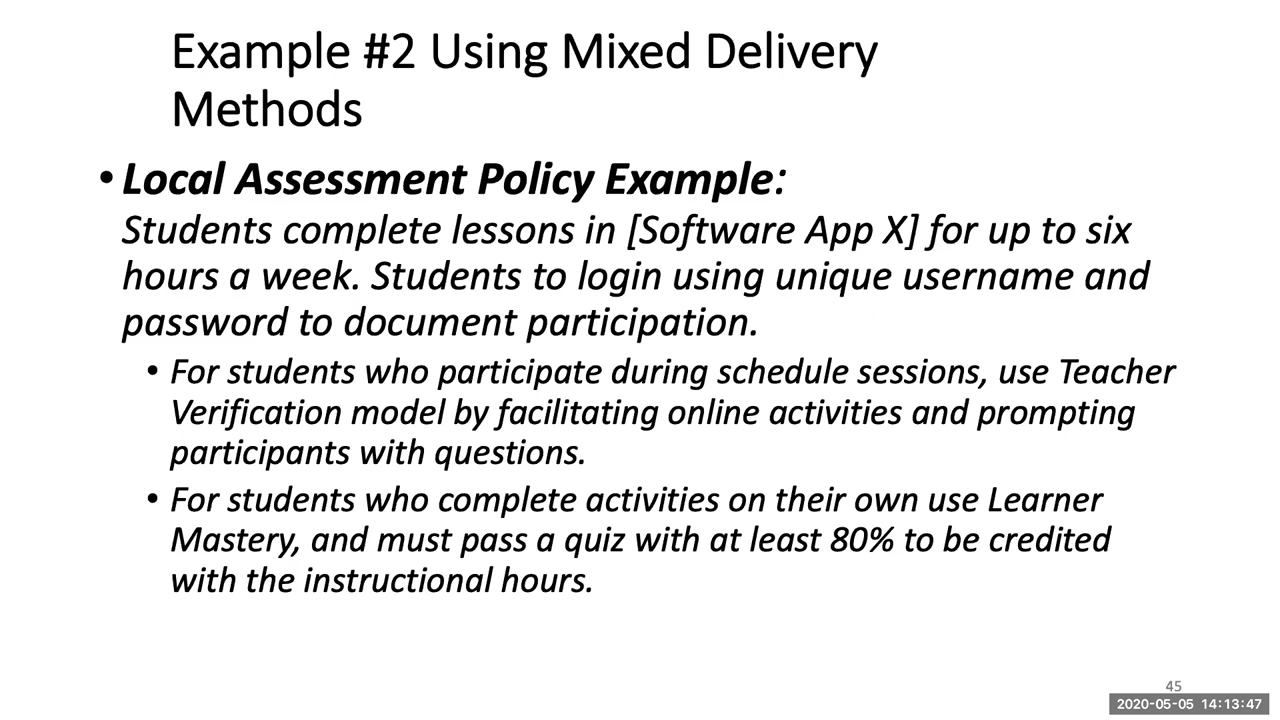 Example #2 Using Mixed Delivery
Methods
• Local Assessment Policy Example:
Students complete lessons in [Software App X] for up to six
hours a week. Students to login using unique username and
password to document participation.
• For students who participate during schedule sessions, use Teacher
Verification model by facilitating online activities and prompting
participants with questions.
• For students who complete activities on their own use Learner
Mastery, and must pass a quiz with at least 80% to be credited
with the instructional hours.
45
2020-05-05 14:13:47